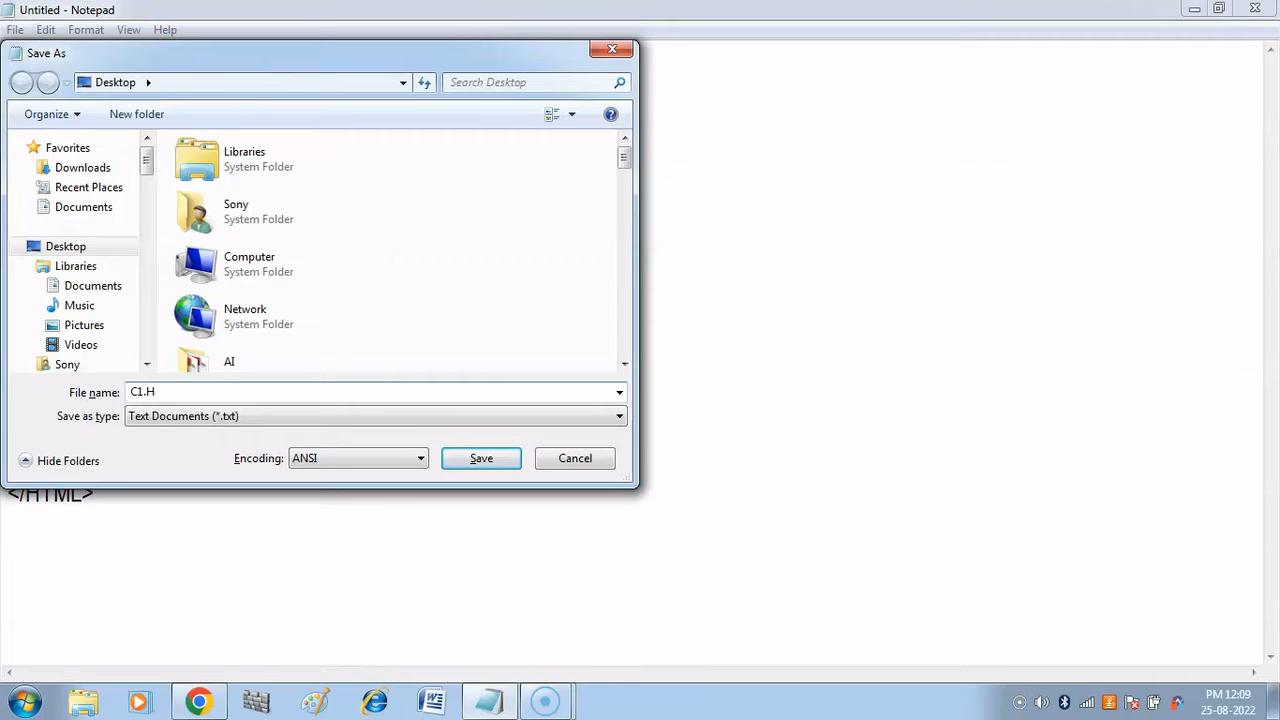 Untitled - Notepad
File Edit Format View Help
Save As
Desktop
Search Desktop
Organize New folder
Favorites
Downloads
Recent Places
Documents
Desktop
Libraries
Documents
Music
Pictures
Videos
Sony
Libraries
System Folder
Sony
System Folder
Computer
System Folder
Network
System Folder
AI
File name: C1.H
Save as type: Text Documents (*.txt)
Hide Folders Encoding: ANSI Save Cancel
</HTML>
PM 12:09
25-08-2022